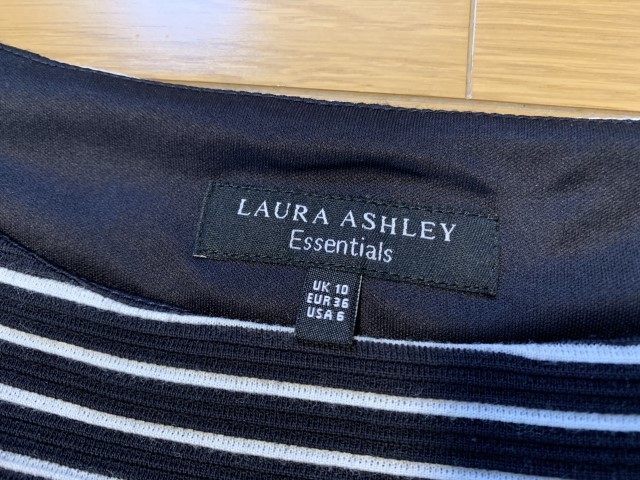 LAURA ASHLEY
Essentials
UK 10
EUR 36
USA 6